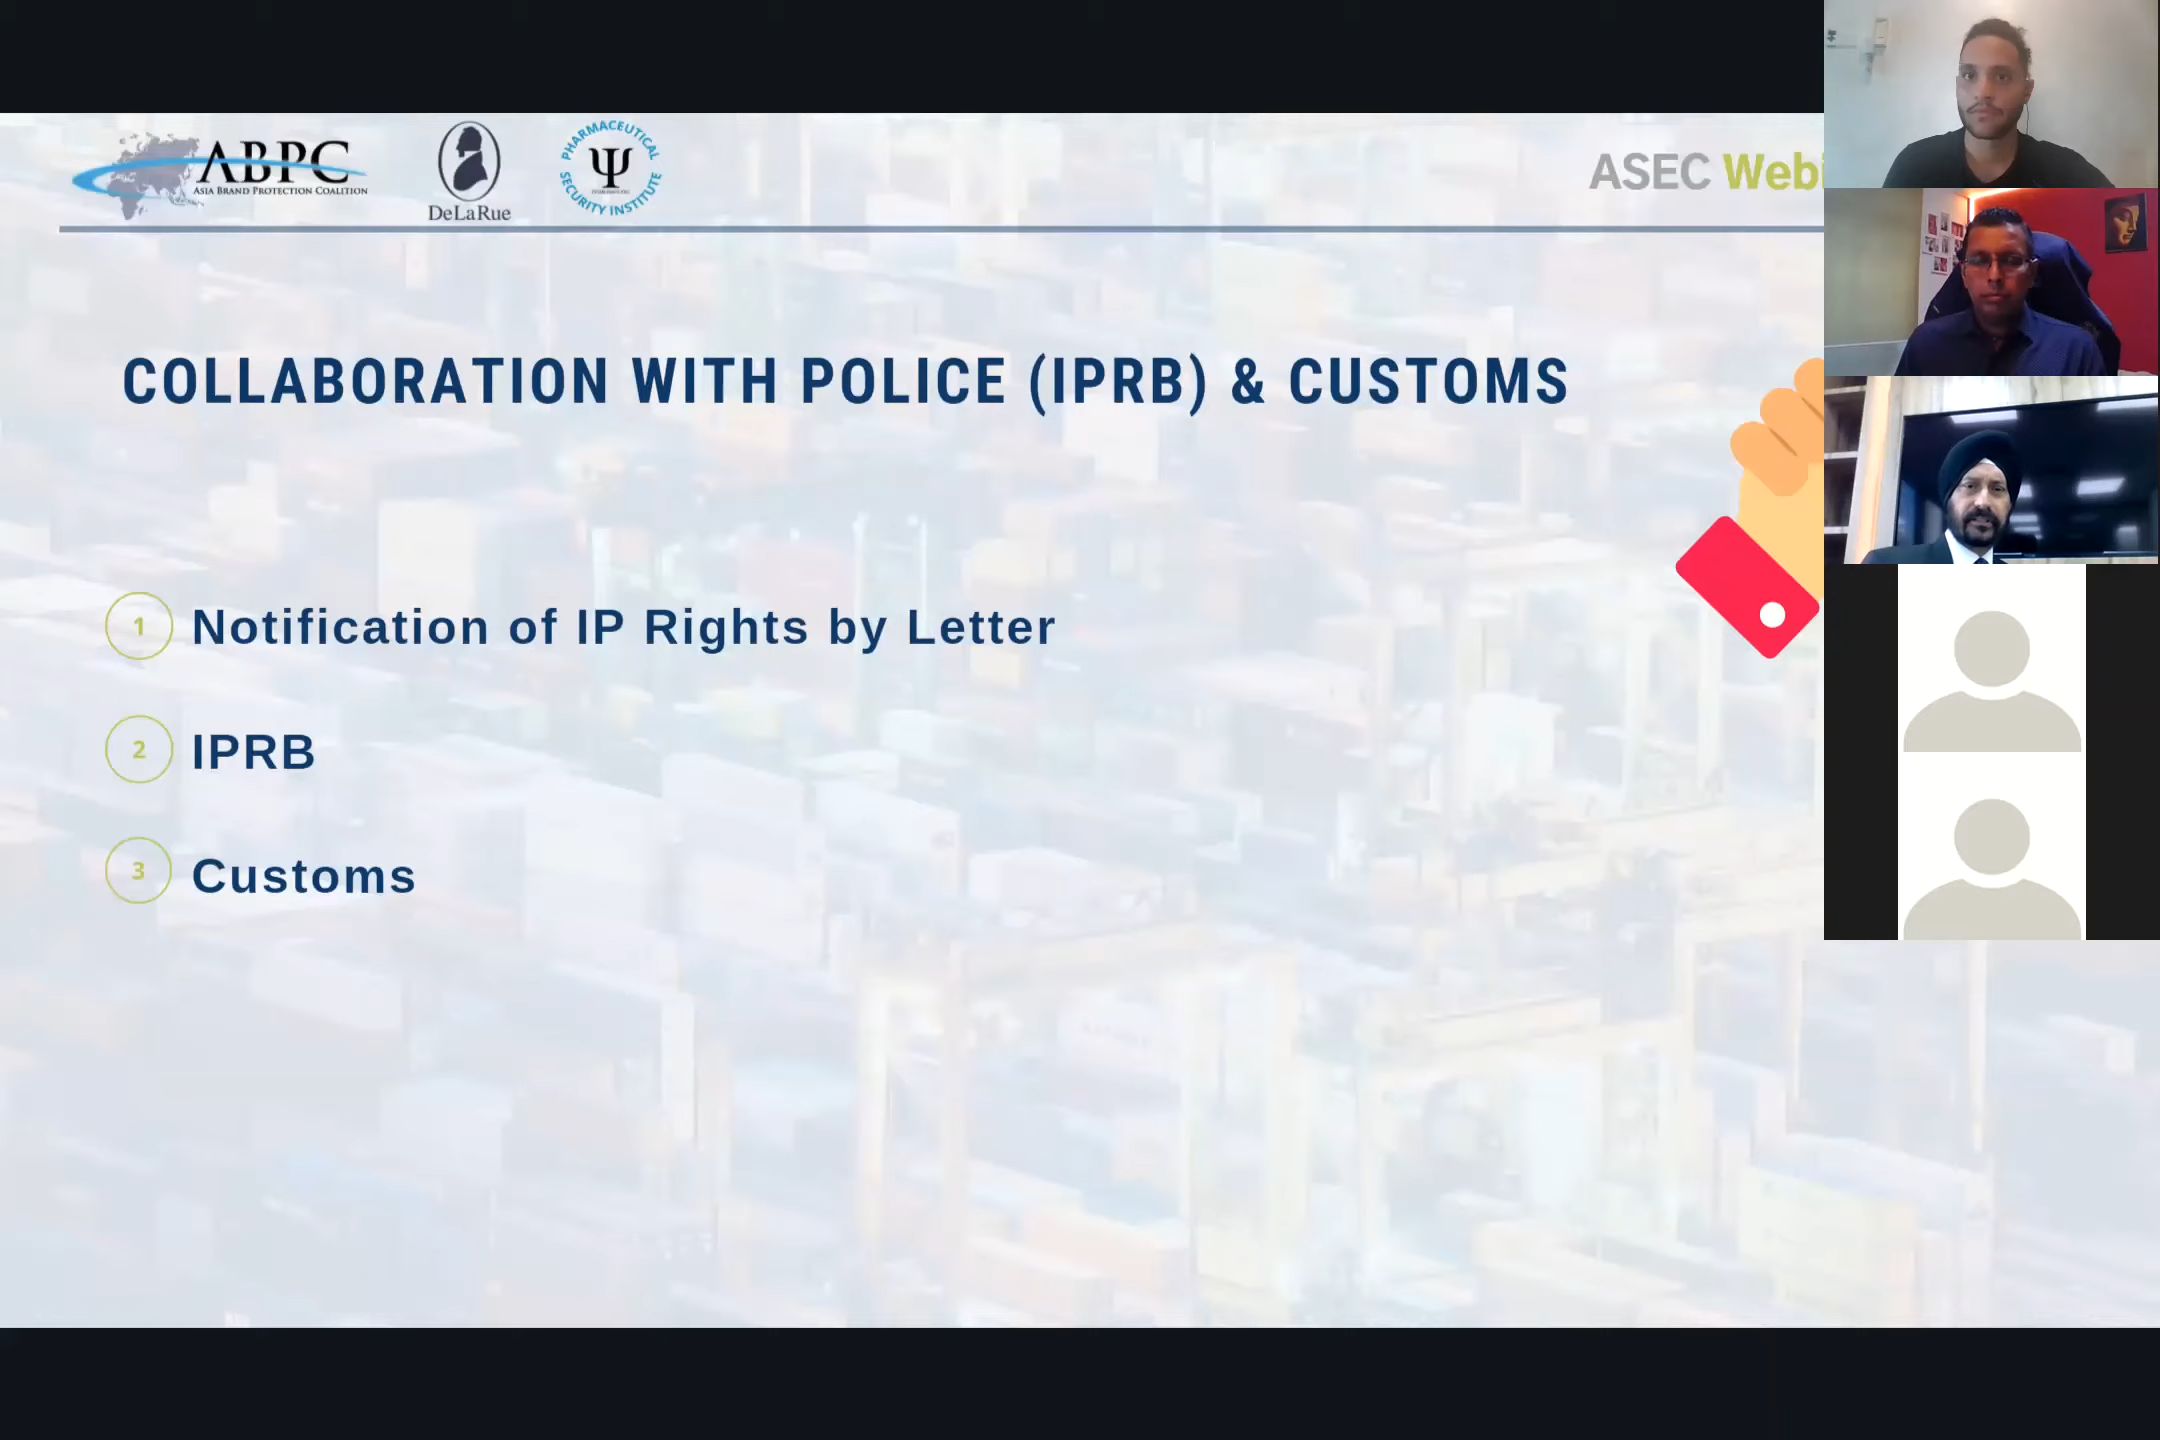 ABPC
ASIA BRAND PROTECTION COALITION
DeLaRue
PHARMACEUTICAL
SECURITY INSTITUTE
Ψ
ASEC Webi
COLLABORATION WITH POLICE (IPRB) & CUSTOMS
1 Notification of IP Rights by Letter
2 IPRB
3 Customs